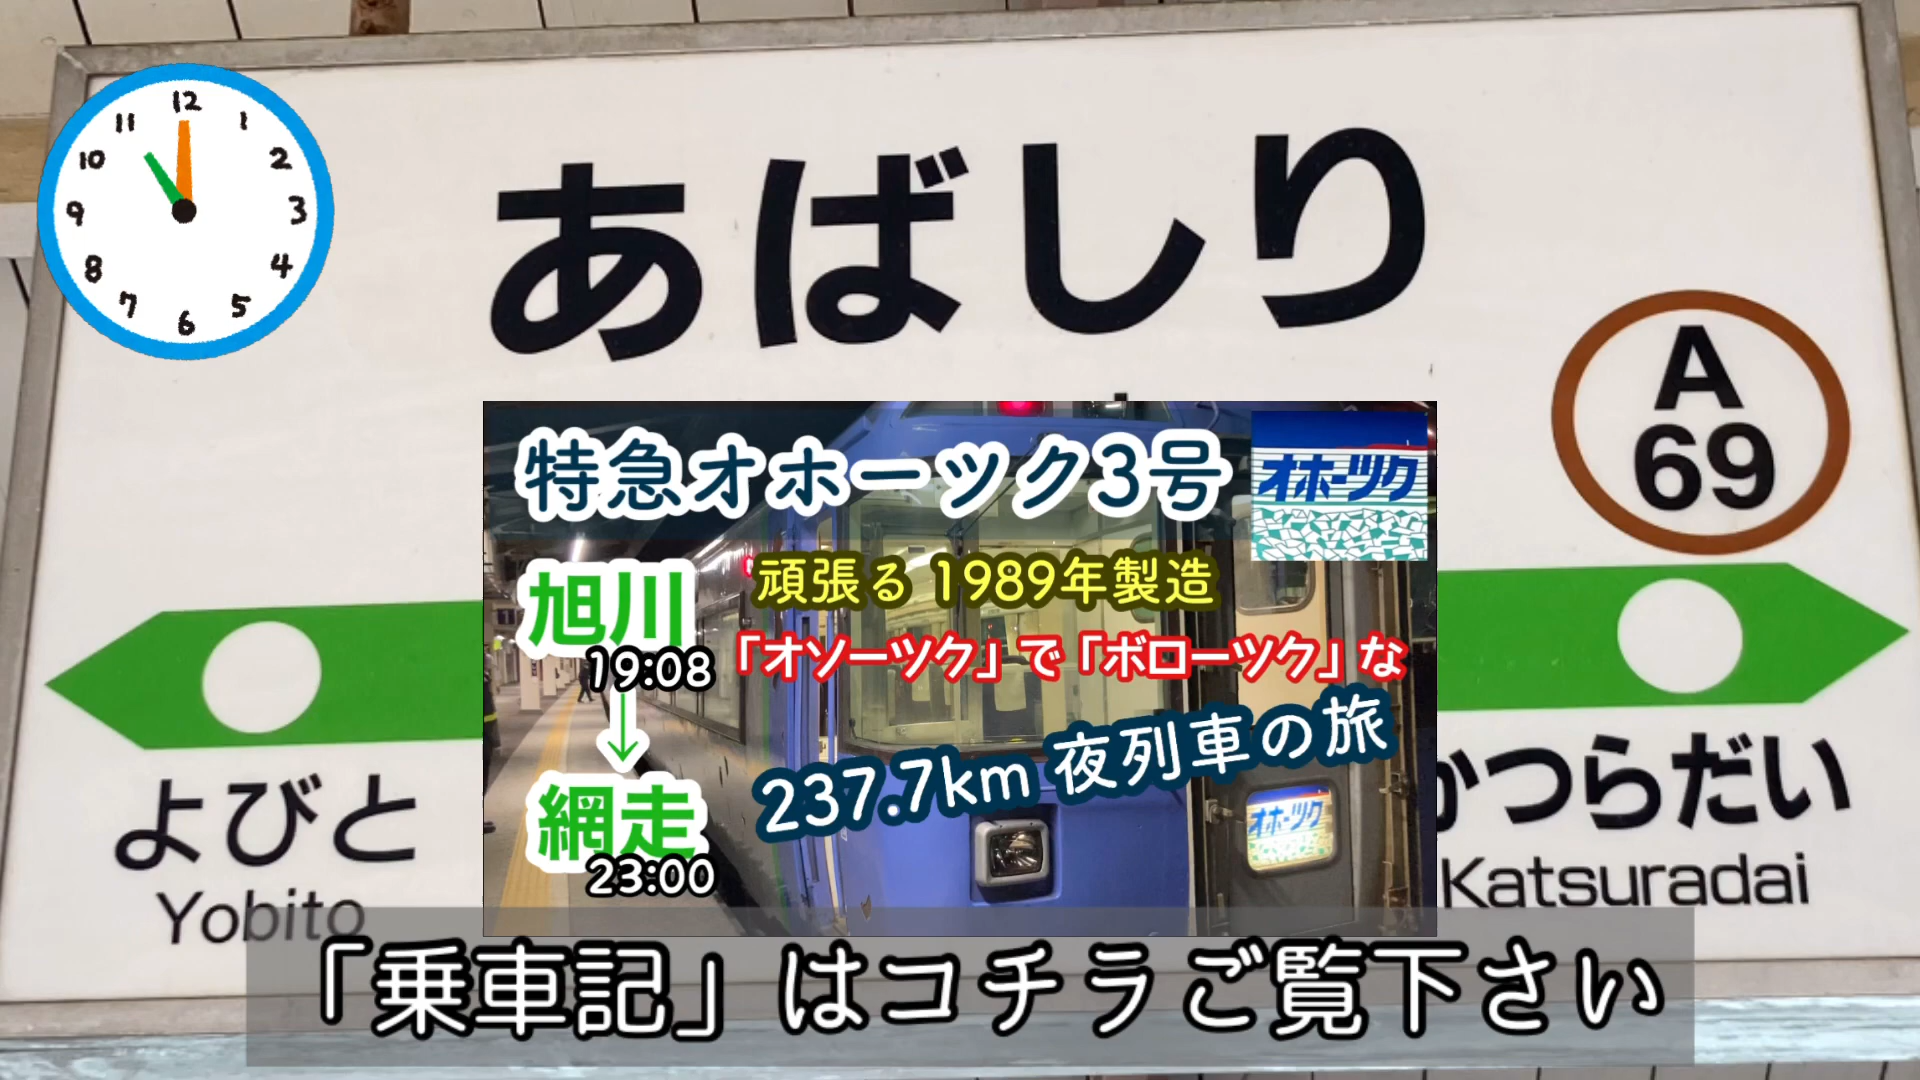 12
11
1
10
2
9
3
8
4
7
5
6
あばしり
A
69
特急オホーツク3号
オホーツク
頑張る 1989年製造
旭川
19:08
「オソーツク」で「ボローツク」な
↓
237.7km 夜列車の旅
網走
23:00
オホーツク
よびと
かつらだい
Yobito
Katsuradai
「乗車記」はコチラご覧下さい